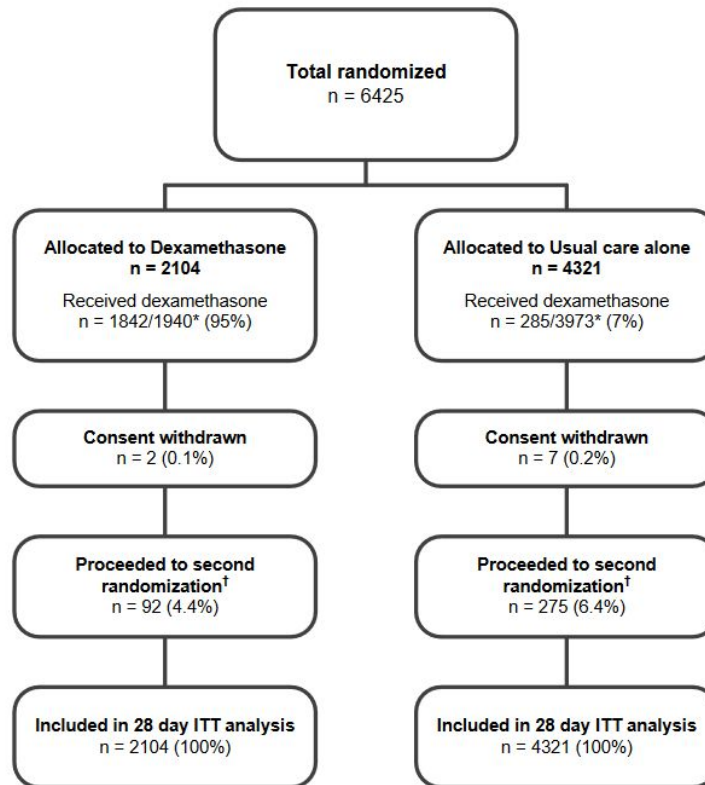 Total randomized
n = 6425
Allocated to Dexamethasone
n = 2104
Received dexamethasone
n = 1842/1940* (95%)
Allocated to Usual care alone
n = 4321
Received dexamethasone
n = 285/3973* (7%)
Consent withdrawn
n = 2 (0.1%)
Consent withdrawn
n = 7 (0.2%)
Proceeded to second
randomization†
n = 92 (4.4%)
Proceeded to second
randomization†
n = 275 (6.4%)
Included in 28 day ITT analysis
n = 2104 (100%)
Included in 28 day ITT analysis
n = 4321 (100%)